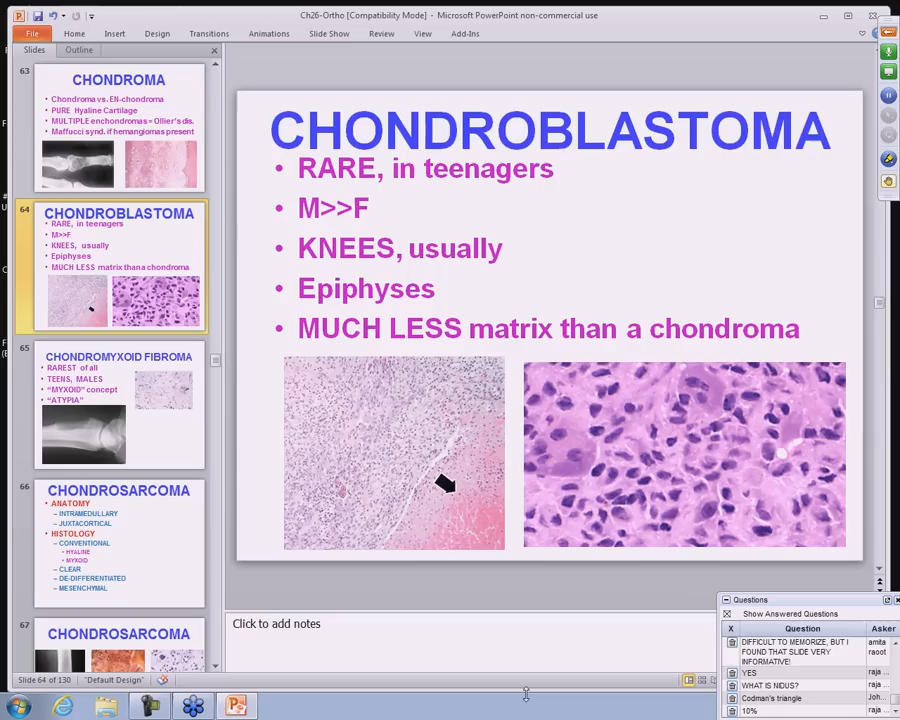 Ch26-Ortho [Compatibility Mode] - Microsoft PowerPoint non-commercial use
File Home Insert Design Transitions Animations Slide Show Review View Add-Ins
Slides Outline
63
CHONDROMA
• Chondroma vs. EN-chondroma
• PURE Hyaline Cartilage
• MULTIPLE enchondromas = Ollier's dis.
• Maffucci synd. if hemangiomas present
64
CHONDROBLASTOMA
• RARE, in teenagers
• M>>F
• KNEES, usually
• Epiphyses
• MUCH LESS matrix than a chondroma
65
CHONDROMYXOID FIBROMA
• RAREST of all
• TEENS, MALES
• “MYXOID” concept
• “ATYPIA”
66
CHONDROSARCOMA
• ANATOMY
– INTRAMEDULLARY
– JUXTACORTICAL
• HISTOLOGY
– CONVENTIONAL
• HYALINE
• MYXOID
– CLEAR
– DE-DIFFERENTIATED
– MESENCHYMAL
67
CHONDROSARCOMA
CHONDROBLASTOMA
• RARE, in teenagers
• M>>F
• KNEES, usually
• Epiphyses
• MUCH LESS matrix than a chondroma
Click to add notes
Questions
Show Answered Questions
X Question Asker
DIFFICULT TO MEMORIZE, BUT I amita
FOUND THAT SLIDE VERY raoot
INFORMATIVE!
YES raja ...
WHAT IS NIDUS? raja ...
Codman's triangle Joh...
10% raja ...
Slide 64 of 130 "Default Design"